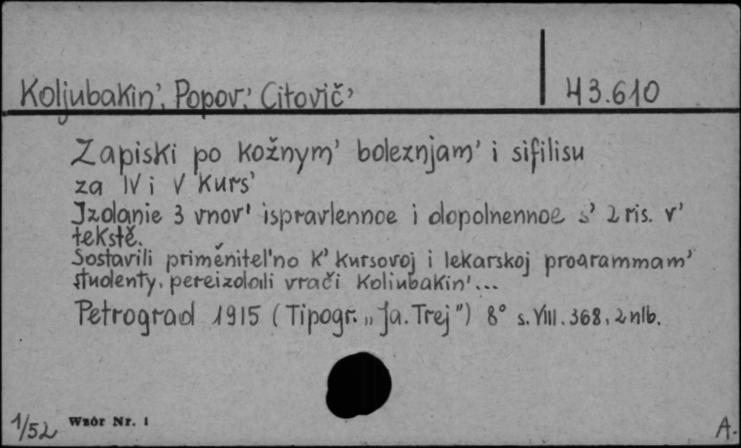 Koljubakin', Popov,' Citovič' 43.610
Zapiski po kožnym' boleznjam' i sifilisu
za IV i V kurs'
Izdanie 3 vnov' ispravlennoe i dopolnennoe s' 2 ris. v'
tekstě.
Sostavili priměnitel'no k' kursovoj i lekarskoj programmam'
studenty, pereizdali vrači Koljubakin'...
Petrograd 1915 (Tipogr. „Ja. Trej") 8° s. VIII. 368, 2 nlb.
1/52 Wzór Nr. 1 A.